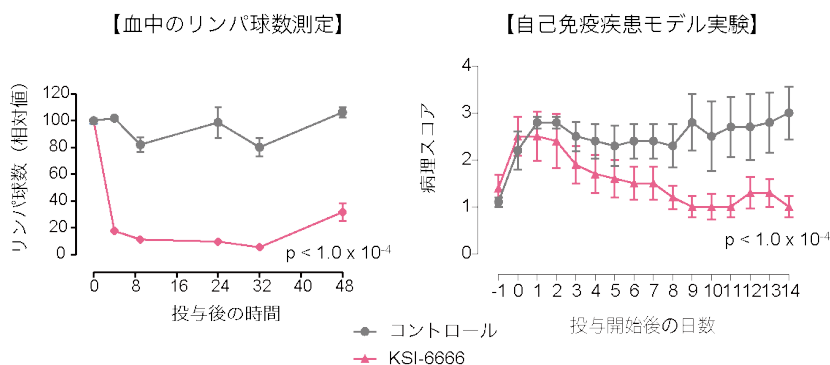 【血中のリンパ球数測定】
リンパ球数（相対値）
120
100
80
60
40
20
0
p < 1.0 x 10⁻⁴
0 8 16 24 32 40 48
投与後の時間
【自己免疫疾患モデル実験】
病理スコア
4
3
2
1
0
p < 1.0 x 10⁻⁴
-1 0 1 2 3 4 5 6 7 8 9 10 11 12 13 14
投与開始後の日数
コントロール
KSI-6666